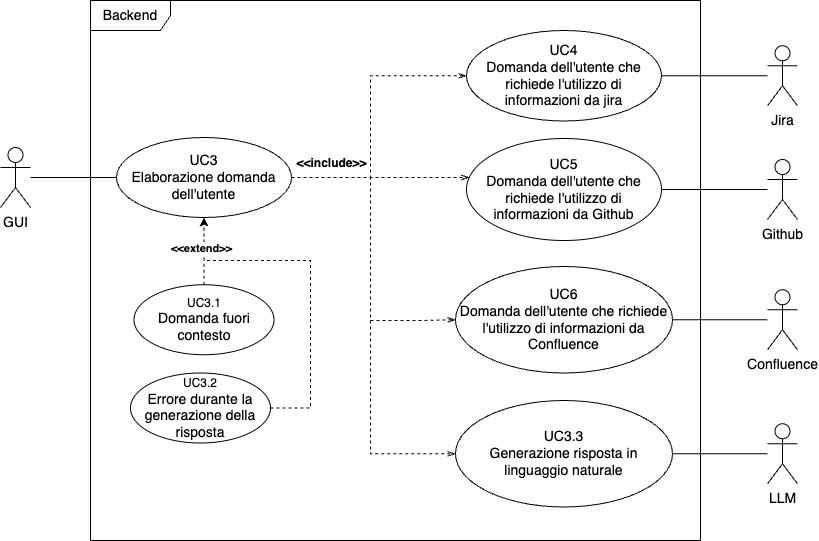 Backend
UC4
Domanda dell'utente che
richiede l'utilizzo di
informazioni da jira
Jira
UC3
Elaborazione domanda
dell'utente
<<include>>
UC5
Domanda dell'utente che
richiede l'utilizzo di
informazioni da Github
GUI
Github
<<extend>>
UC3.1
Domanda fuori
contesto
UC6
Domanda dell'utente che richiede
l'utilizzo di informazioni da
Confluence
Confluence
UC3.2
Errore durante la
generazione della
risposta
UC3.3
Generazione risposta in
linguaggio naturale
LLM